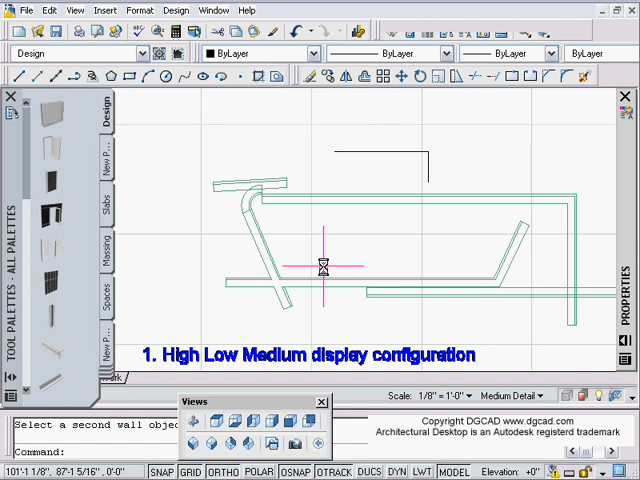 File Edit View Insert Format Design Window Help
Design ByLayer ByLayer ByLayer ByLayer
TOOL PALETTES - ALL PALETTES
Design
New P...
Slabs
Massing
Spaces
New P...
PROPERTIES
1. High Low Medium display configuration
Scale: 1/8" = 1'-0" Medium Detail
Views
Select a second wall objec
Copyright DGCAD www.dgcad.com
Architectural Desktop is an Autodesk registerd trademark
Command:
101'-1 1/8", 87'-1 5/16", 0'-0" SNAP GRID ORTHO POLAR OSNAP OTRACK DUCS DYN LWT MODEL Elevation: +0"